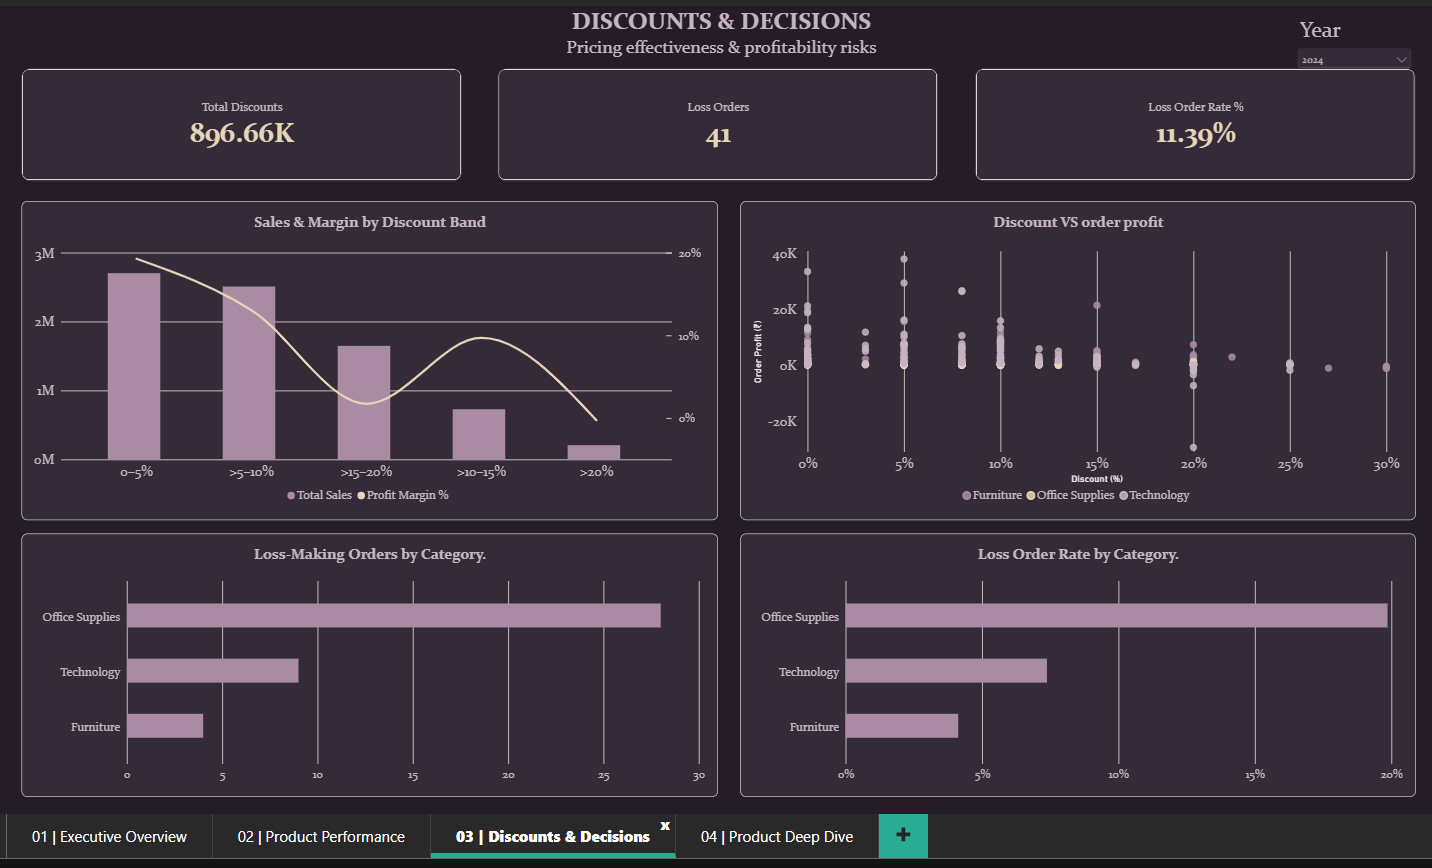 DISCOUNTS & DECISIONS
Pricing effectiveness & profitability risks
Year
2024
Total Discounts
896.66K
Loss Orders
41
Loss Order Rate %
11.39%
Sales & Margin by Discount Band
3M
2M
1M
0M
20%
10%
0%
0–5% >5–10% >15–20% >10–15% >20%
Total Sales Profit Margin %
Discount VS order profit
Order Profit (₹)
40K
20K
0K
-20K
0% 5% 10% 15% 20% 25% 30%
Discount (%)
Furniture Office Supplies Technology
Loss-Making Orders by Category.
Office Supplies
Technology
Furniture
0 5 10 15 20 25 30
Loss Order Rate by Category.
Office Supplies
Technology
Furniture
0% 5% 10% 15% 20%
01 | Executive Overview 02 | Product Performance 03 | Discounts & Decisions x 04 | Product Deep Dive +